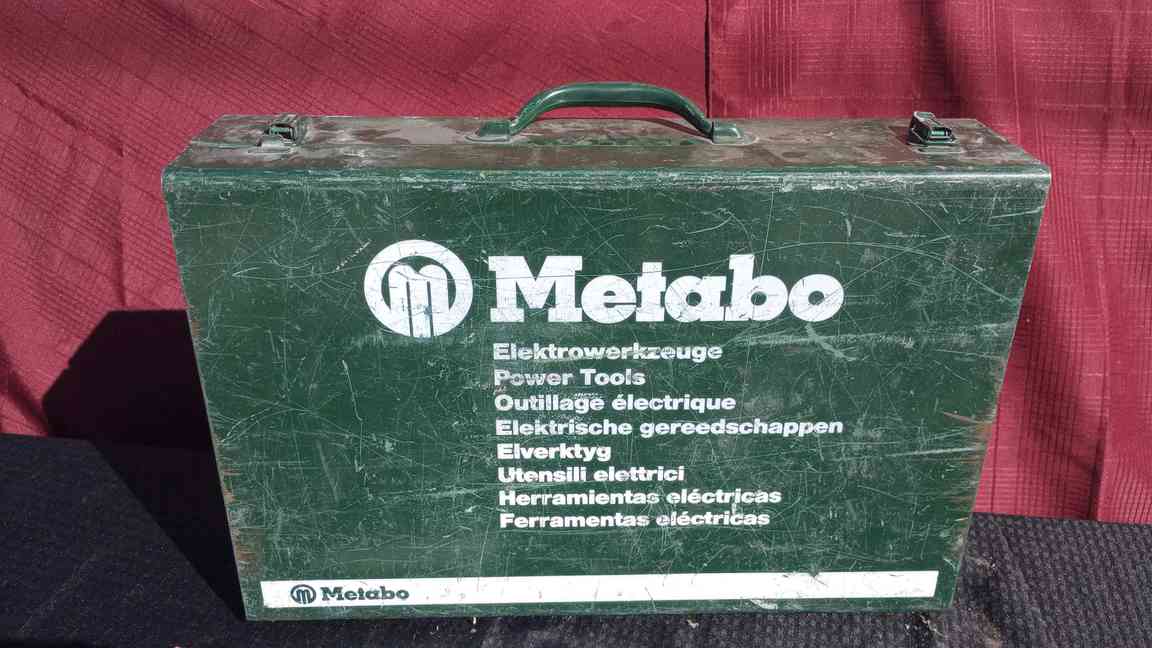 Metabo
Elektrowerkzeuge
Power Tools
Outillage électrique
Elektrische gereedschappen
Elverktyg
Utensili elettrici
Herramientas eléctricas
Ferramentas eléctricas
Metabo